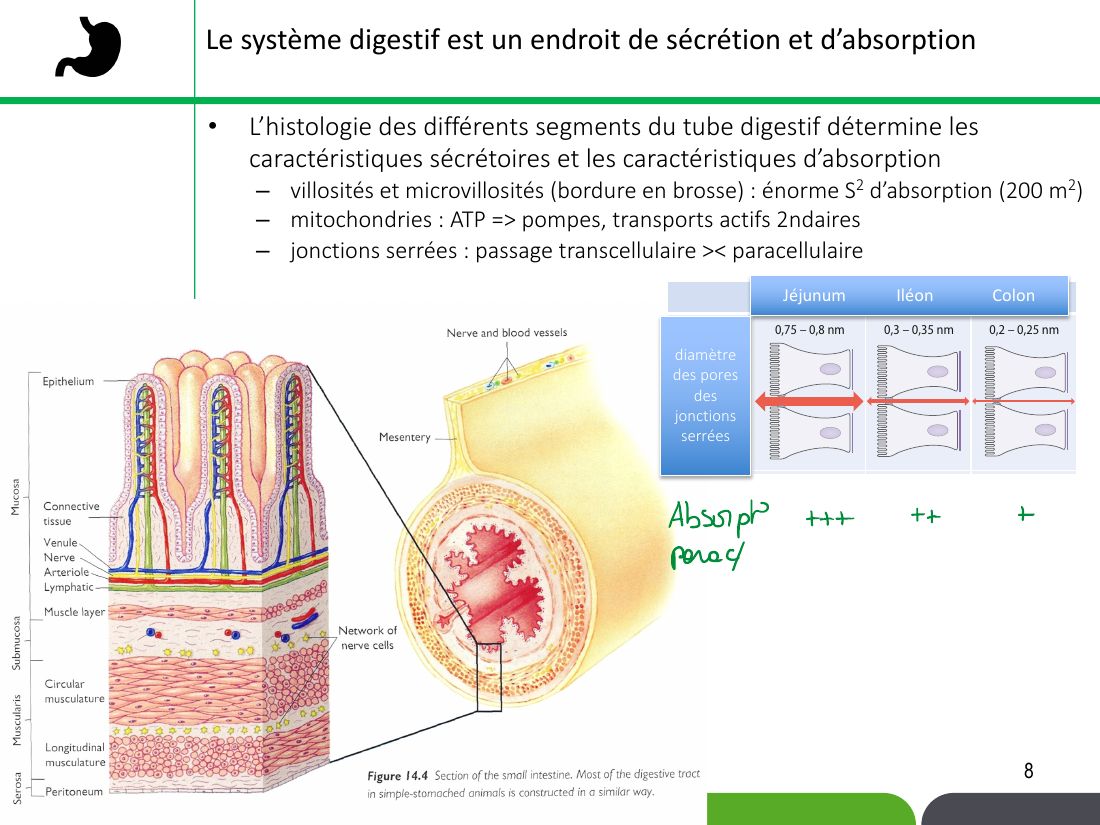 Le système digestif est un endroit de sécrétion et d’absorption
• L’histologie des différents segments du tube digestif détermine les
caractéristiques sécrétoires et les caractéristiques d’absorption
– villosités et microvillosités (bordure en brosse) : énorme S² d’absorption (200 m²)
– mitochondries : ATP => pompes, transports actifs 2ndaires
– jonctions serrées : passage transcellulaire >< paracellulaire
Jéjunum Iléon Colon
0,75 – 0,8 nm 0,3 – 0,35 nm 0,2 – 0,25 nm
diamètre
des pores
des
jonctions
serrées
+++ ++ +
Nerve and blood vessels
Mesentery
Epithelium
Mucosa
Connective
tissue
Venule
Nerve
Arteriole
Lymphatic
Muscle layer
Submucosa
Network of
nerve cells
Circular
musculature
Muscularis
Longitudinal
musculature
Serosa
Peritoneum
Figure 14.4 Section of the small intestine. Most of the digestive tract
in simple-stomached animals is constructed in a similar way.
8